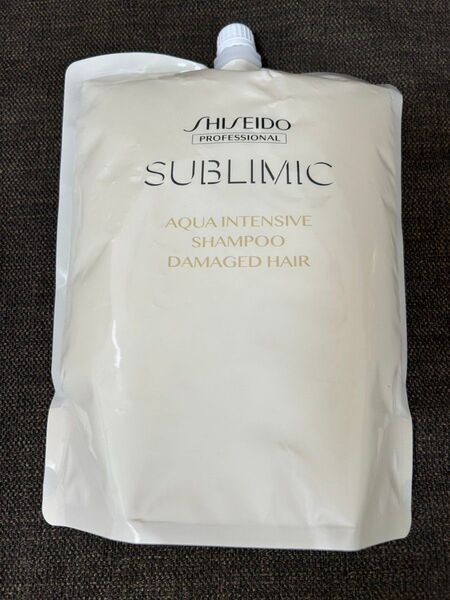 SHISEIDO
PROFESSIONAL
SUBLIMIC
AQUA INTENSIVE
SHAMPOO
DAMAGED HAIR